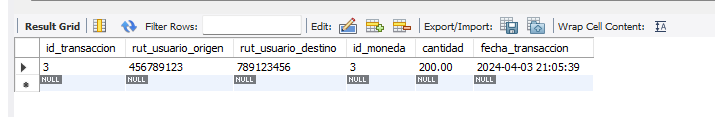 Result Grid Filter Rows: Edit: Export/Import: Wrap Cell Content:
id_transaccion rut_usuario_origen rut_usuario_destino id_moneda cantidad fecha_transaccion
3 456789123 789123456 3 200.00 2024-04-03 21:05:39
NULL NULL NULL NULL NULL NULL